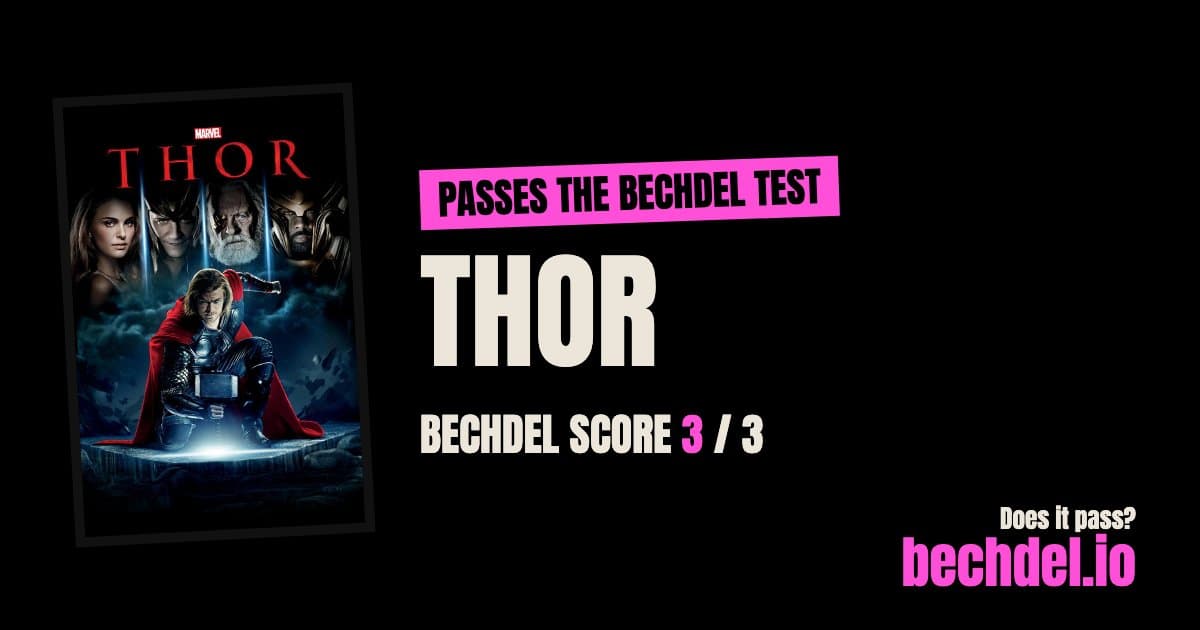 MARVEL
THOR
PASSES THE BECHDEL TEST
THOR
BECHDEL SCORE 3 / 3
Does it pass?
bechdel.io